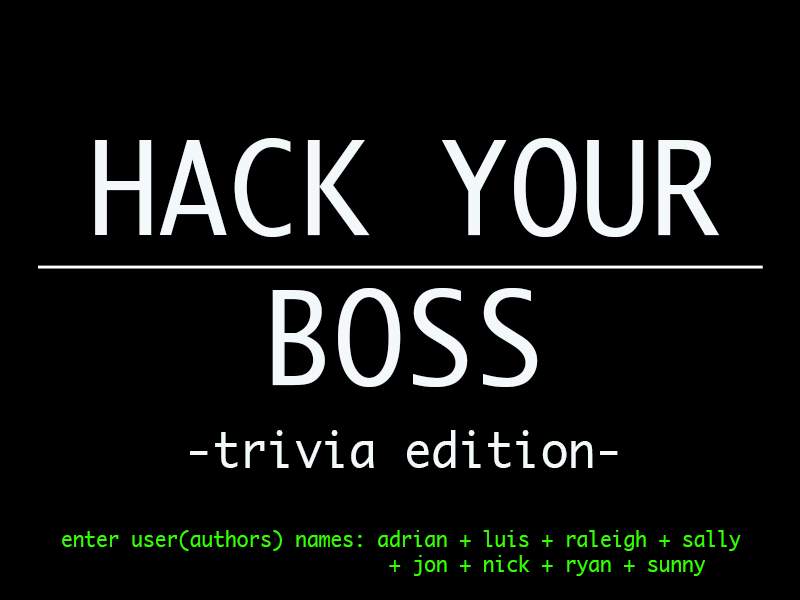 HACK YOUR
BOSS
-trivia edition-
enter user(authors) names: adrian + luis + raleigh + sally
+ jon + nick + ryan + sunny